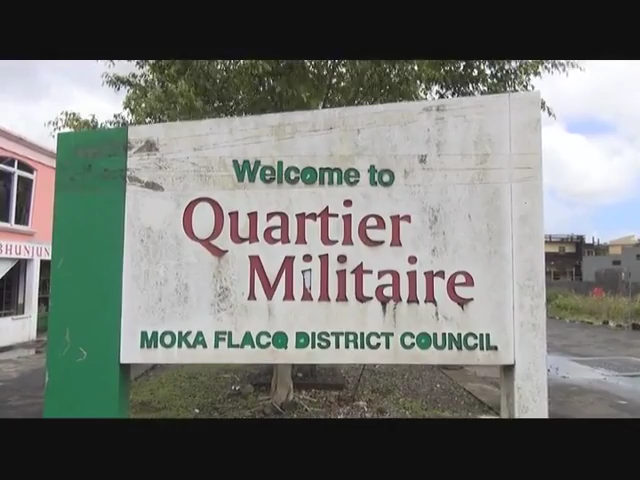 Welcome to
Quartier
Militaire
MOKA FLACQ DISTRICT COUNCIL
BHUNJUN